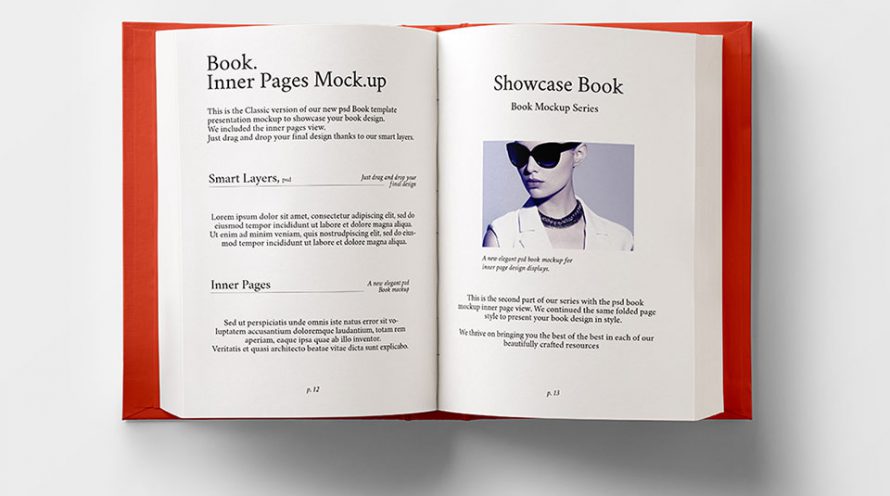 Book.
Inner Pages Mock.up
This is the Classic version of our new psd Book template
presentation mockup to showcase your book design.
We included the inner pages view.
Just drag and drop your final design thanks to our smart layers.
Smart Layers, psd
Just drag and drop your
final design
Lorem ipsum dolor sit amet, consectetur adipiscing elit, sed do
eiusmod tempor incididunt ut labore et dolore magna aliqua.
Ut enim ad minim veniam, quis nostrudpiscing elit, sed do eius-
mod tempor incididunt ut labore et dolore magna aliqua.
Inner Pages
A new elegant psd
Book mockup
Sed ut perspiciatis unde omnis iste natus error sit vo-
luptatem accusantium doloremque laudantium, totam rem
aperiam, eaque ipsa quae ab illo inventor.
Veritatis et quasi architecto beatae vitae dicta sunt explicabo.
p. 12
Showcase Book
Book Mockup Series
A new elegant psd book mockup for
inner page design displays.
This is the second part of our series with the psd book
mockup inner page view. We continued the same folded page
style to present your book design in style.
We thrive on bringing you the best of the best in each of our
beautifully crafted resources
p. 13